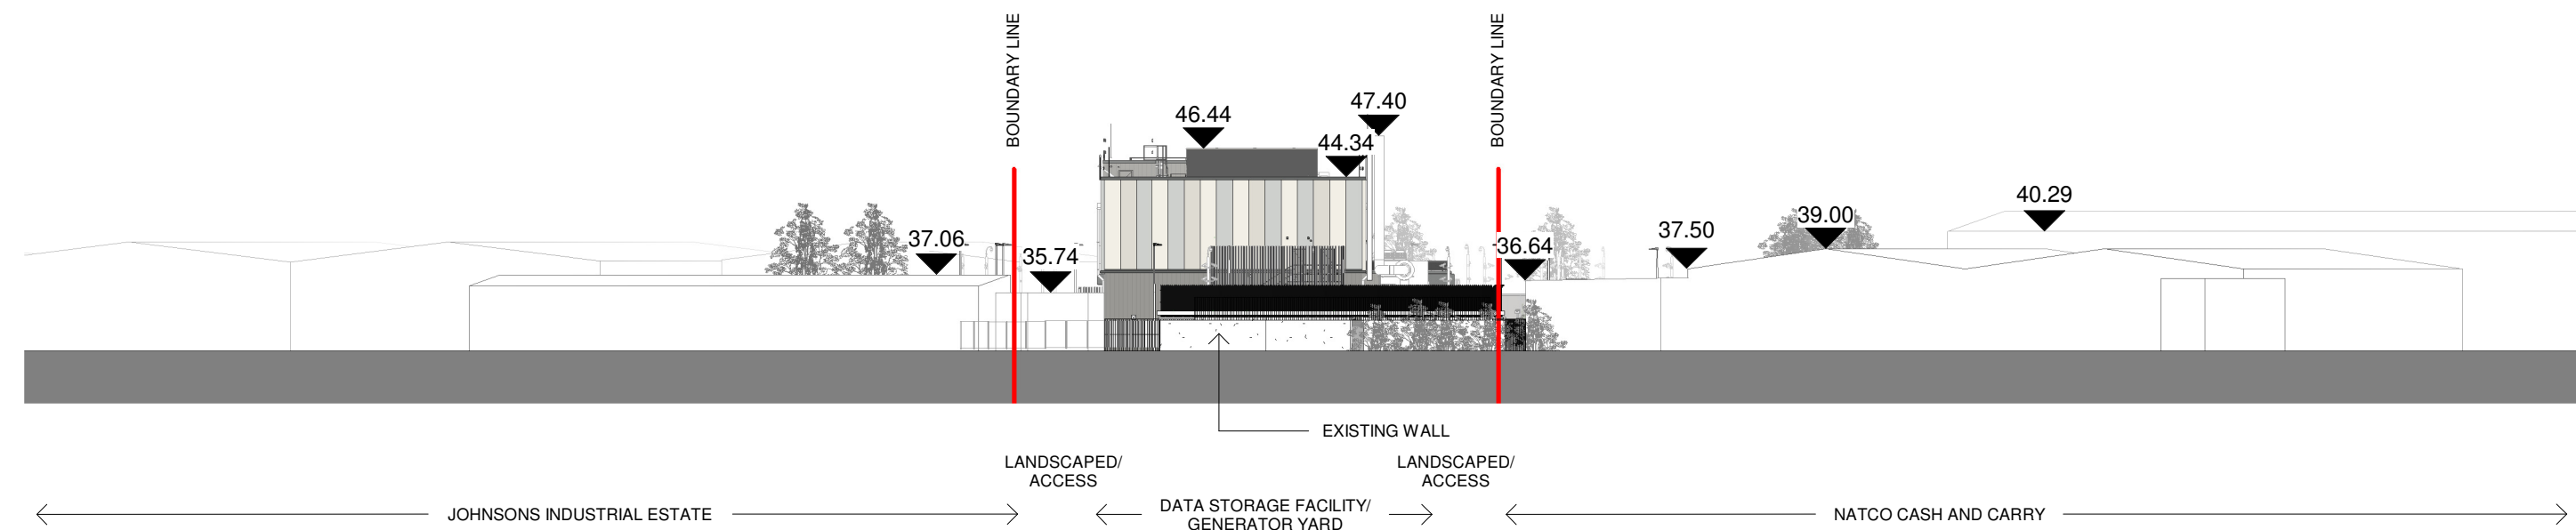 BOUNDARY LINE
BOUNDARY LINE
47.40
46.44
44.34
40.29
39.00
37.50
37.06
36.64
35.74
EXISTING WALL
LANDSCAPED/
ACCESS
LANDSCAPED/
ACCESS
JOHNSONS INDUSTRIAL ESTATE
DATA STORAGE FACILITY/
GENERATOR YARD
NATCO CASH AND CARRY